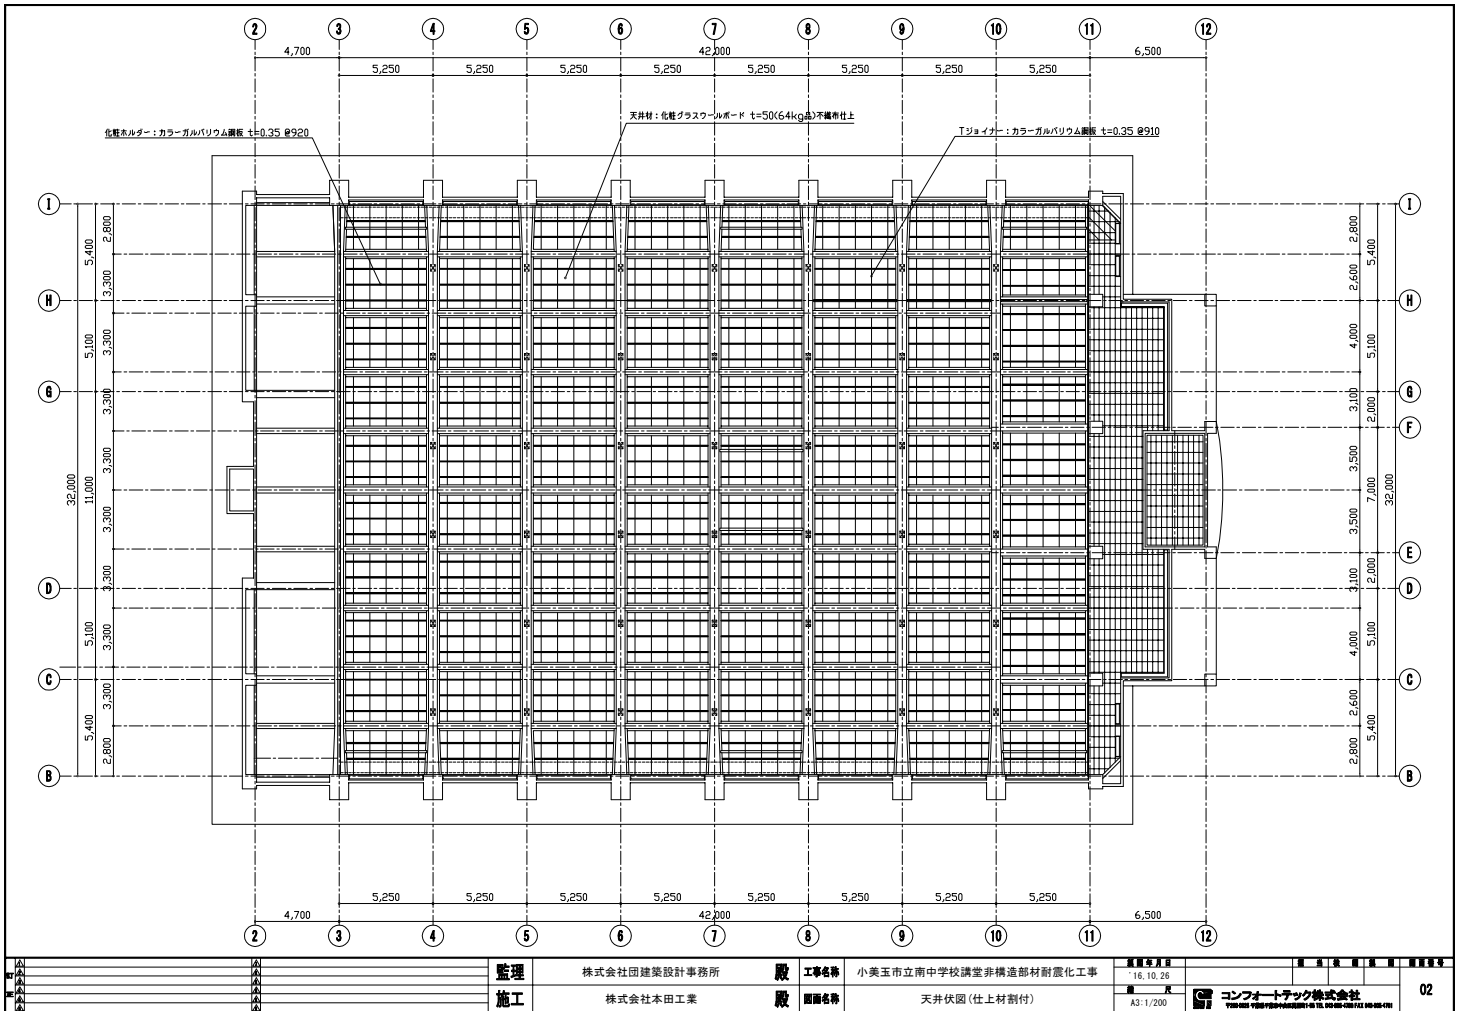 2 3 4 5 6 7 8 9 10 11 12
4,700 42,000 6,500
5,250 5,250 5,250 5,250 5,250 5,250 5,250 5,250
天井材：化粧グラスウールボード t=50(64kg品)不織布仕上
化粧ホルダー：カラーガルバリウム鋼板 t=0.35 @920
Tジョイナー：カラーガルバリウム鋼板 t=0.35 @910
I
H
G
D
C
B
32,000
5,400
5,100
11,000
5,100
5,400
2,800
3,300
3,300
3,300
3,300
3,300
3,300
3,300
3,300
2,800
2,800
2,600
4,000
3,100
3,500
3,500
3,100
4,000
2,600
2,800
5,400
5,100
2,000
7,000
2,000
5,100
5,400
32,000
I
H
G
F
E
D
C
B
5,250 5,250 5,250 5,250 5,250 5,250 5,250 5,250
4,700 42,000 6,500
2 3 4 5 6 7 8 9 10 11 12
監理 株式会社団建築設計事務所 殿
施工 株式会社本田工業 殿
工事名称 小美玉市立南中学校講堂非構造部材耐震化工事
図面名称 天井伏図(仕上材割付)
製図年月日
'16.10.26
縮尺
A3:1/200
図面番号
02
コンフォートテック株式会社